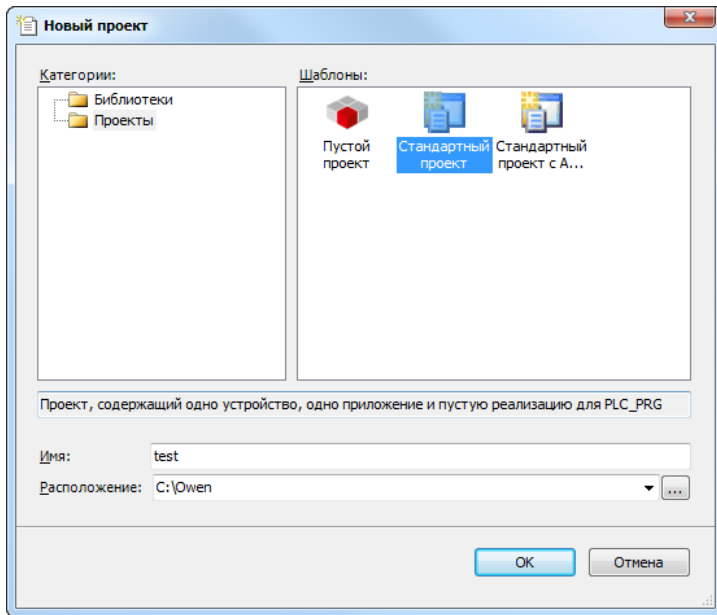 Новый проект
Категории:
Шаблоны:
Библиотеки
Проекты
Пустой проект
Стандартный проект
Стандартный проект с А...
Проект, содержащий одно устройство, одно приложение и пустую реализацию для PLC_PRG
Имя:
test
Расположение:
C:\Owen
...
OK
Отмена